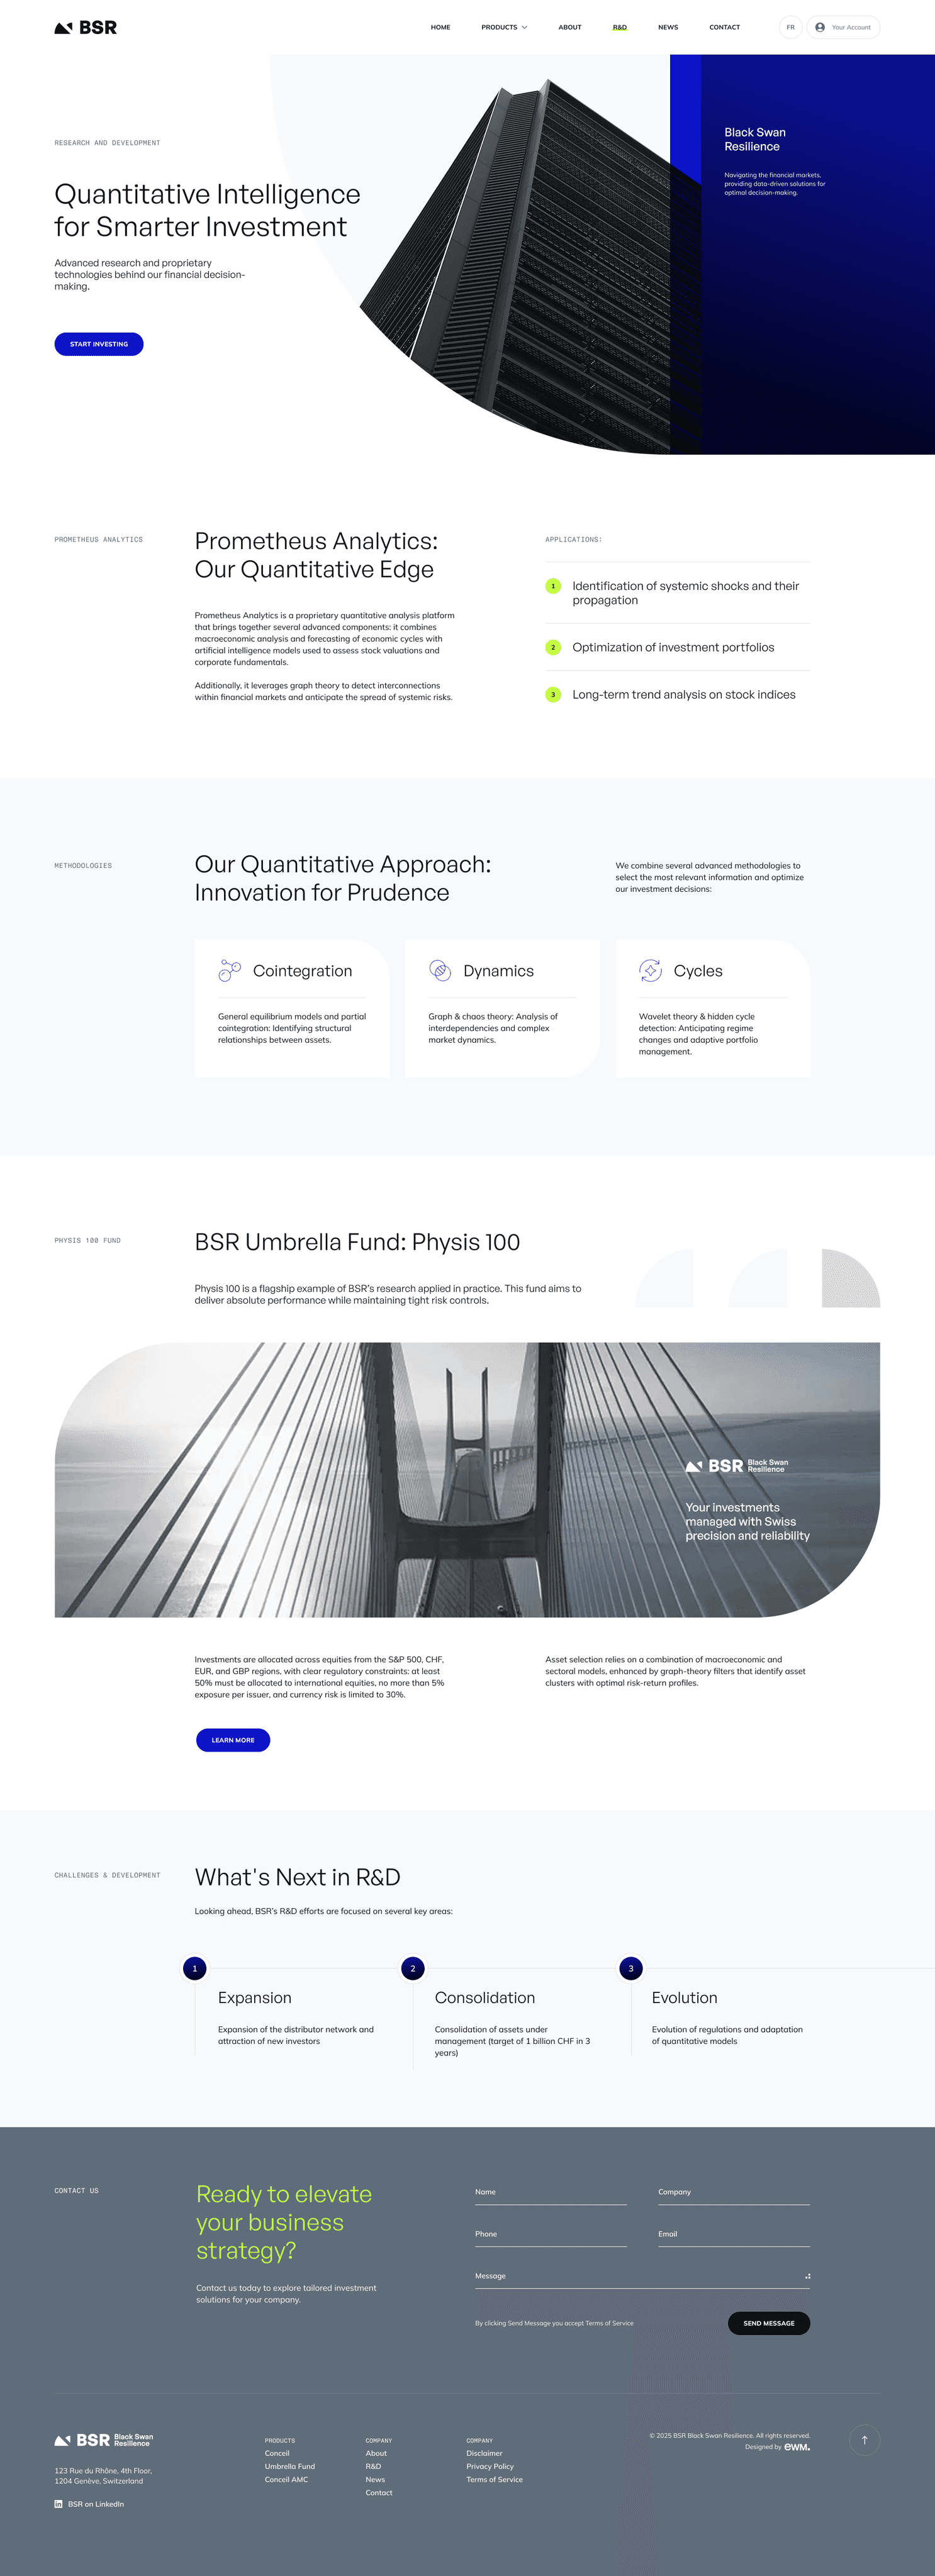 BSR
HOME
PRODUCTS
ABOUT
R&D
NEWS
CONTACT
FR
Your Account
RESEARCH AND DEVELOPMENT
Quantitative Intelligence
for Smarter Investment
Advanced research and proprietary
technologies behind our financial decision-
making.
START INVESTING
Black Swan
Resilience
Navigating the financial markets,
providing data-driven solutions for
optimal decision-making.
PROMETHEUS ANALYTICS
Prometheus Analytics:
Our Quantitative Edge
Prometheus Analytics is a proprietary quantitative analysis platform
that brings together several advanced components: it combines
macroeconomic analysis and forecasting of economic cycles with
artificial intelligence models used to assess stock valuations and
corporate fundamentals.
Additionally, it leverages graph theory to detect interconnections
within financial markets and anticipate the spread of systemic risks.
APPLICATIONS:
1
Identification of systemic shocks and their
propagation
2
Optimization of investment portfolios
3
Long-term trend analysis on stock indices
METHODOLOGIES
Our Quantitative Approach:
Innovation for Prudence
We combine several advanced methodologies to
select the most relevant information and optimize
our investment decisions:
Cointegration
General equilibrium models and partial
cointegration: Identifying structural
relationships between assets.
Dynamics
Graph & chaos theory: Analysis of
interdependencies and complex
market dynamics.
Cycles
Wavelet theory & hidden cycle
detection: Anticipating regime
changes and adaptive portfolio
management.
PHYSIS 100 FUND
BSR Umbrella Fund: Physis 100
Physis 100 is a flagship example of BSR's research applied in practice. This fund aims to
deliver absolute performance while maintaining tight risk controls.
BSR Black Swan
Resilience
Your investments
managed with Swiss
precision and reliability
Investments are allocated across equities from the S&P 500, CHF,
EUR, and GBP regions, with clear regulatory constraints: at least
50% must be allocated to international equities, no more than 5%
exposure per issuer, and currency risk is limited to 30%.
Asset selection relies on a combination of macroeconomic and
sectoral models, enhanced by graph-theory filters that identify asset
clusters with optimal risk-return profiles.
LEARN MORE
CHALLENGES & DEVELOPMENT
What's Next in R&D
Looking ahead, BSR's R&D efforts are focused on several key areas:
1
2
3
Expansion
Expansion of the distributor network and
attraction of new investors
Consolidation
Consolidation of assets under
management (target of 1 billion CHF in 3
years)
Evolution
Evolution of regulations and adaptation
of quantitative models
CONTACT US
Ready to elevate
your business
strategy?
Contact us today to explore tailored investment
solutions for your company.
Name
Company
Phone
Email
Message
By clicking Send Message you accept Terms of Service
SEND MESSAGE
BSR Black Swan
Resilience
123 Rue du Rhône, 4th Floor,
1204 Genève, Switzerland
BSR on LinkedIn
PRODUCTS
Conceil
Umbrella Fund
Conceil AMC
COMPANY
About
R&D
News
Contact
COMPANY
Disclaimer
Privacy Policy
Terms of Service
© 2025 BSR Black Swan Resilience. All rights reserved.
Designed by ewm.